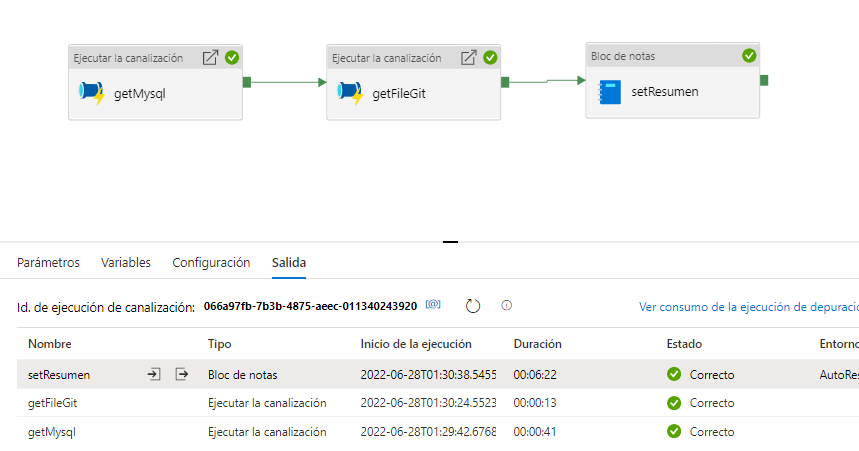 Ejecutar la canalización
getMysql
Ejecutar la canalización
getFileGit
Bloc de notas
setResumen
Parámetros Variables Configuración Salida
Id. de ejecución de canalización: 066a97fb-7b3b-4875-aeec-011340243920 [@] Ver consumo de la ejecución de depuració
Nombre Tipo Inicio de la ejecución Duración Estado Entorno
setResumen Bloc de notas 2022-06-28T01:30:38.5455 00:06:22 Correcto AutoRes
getFileGit Ejecutar la canalización 2022-06-28T01:30:24.5523 00:00:13 Correcto
getMysql Ejecutar la canalización 2022-06-28T01:29:42.6768 00:00:41 Correcto